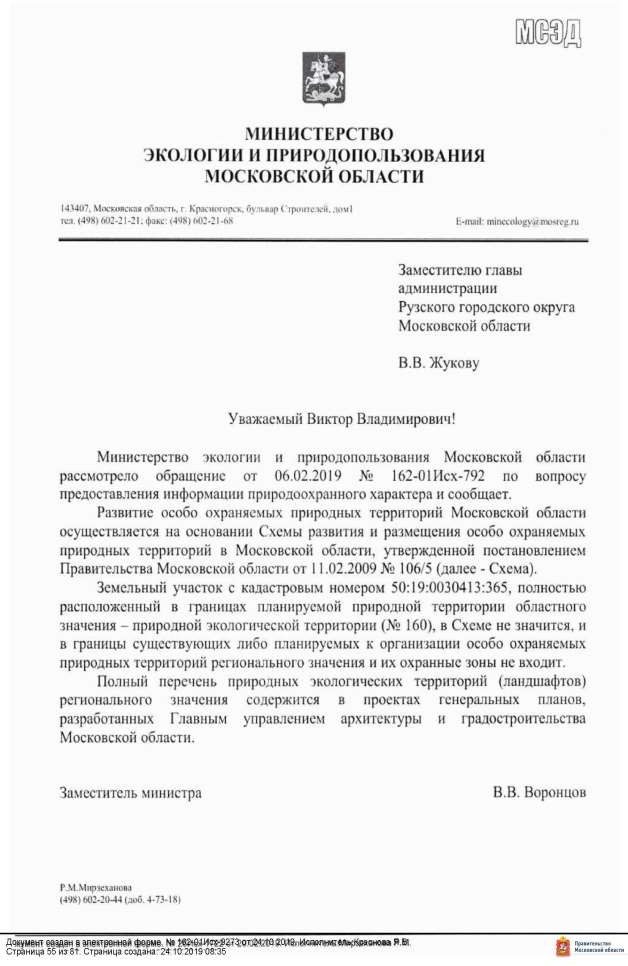 МСЭД
МИНИСТЕРСТВО
ЭКОЛОГИИ И ПРИРОДОПОЛЬЗОВАНИЯ
МОСКОВСКОЙ ОБЛАСТИ
143407, Московская область, г. Красногорск, бульвар Строителей, дом1
тел. (498) 602-21-21; факс: (498) 602-21-68
E-mail: minecology@mosreg.ru
Заместителю главы
администрации
Рузского городского округа
Московской области
В.В. Жукову
Уважаемый Виктор Владимирович!
Министерство экологии и природопользования Московской области
рассмотрело обращение от 06.02.2019 № 162-01Исх-792 по вопросу
предоставления информации природоохранного характера и сообщает.
Развитие особо охраняемых природных территорий Московской области
осуществляется на основании Схемы развития и размещения особо охраняемых
природных территорий в Московской области, утвержденной постановлением
Правительства Московской области от 11.02.2009 № 106/5 (далее - Схема).
Земельный участок с кадастровым номером 50:19:0030413:365, полностью
расположенный в границах планируемой природной территории областного
значения – природной экологической территории (№ 160), в Схеме не значится, и
в границы существующих либо планируемых к организации особо охраняемых
природных территорий регионального значения и их охранные зоны не входит.
Полный перечень природных экологических территорий (ландшафтов)
регионального значения содержится в проектах генеральных планов,
разработанных Главным управлением архитектуры и градостроительства
Московской области.
Заместитель министра
В.В. Воронцов
Р.М.Мирзеханова
(498) 602-20-44 (доб. 4-73-18)
Документ создан в электронной форме. № 162-01Исх-9273 от 24.10.2019. Исполнитель: Краснова Я.В.
Страница 55 из 81. Страница создана: 24.10.2019 08:35
Правительство
Московской области